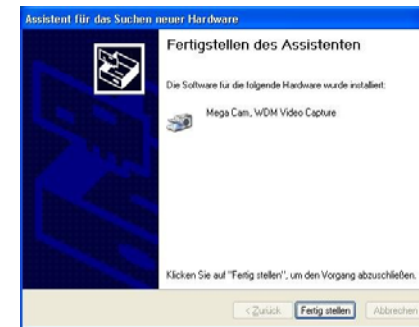 Assistent für das Suchen neuer Hardware
Fertigstellen des Assistenten
Die Software für die folgende Hardware wurde installiert:
Mega Cam, WDM Video Capture
Klicken Sie auf "Fertig stellen", um den Vorgang abzuschließen.
< Zurück Fertig stellen Abbrechen